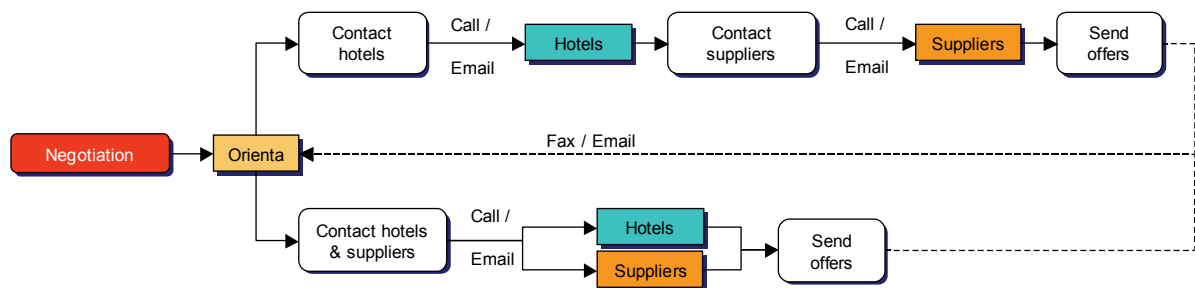 Contact
hotels
Call /
Email
Hotels
Contact
suppliers
Call /
Email
Suppliers
Send
offers
Negotiation
Orienta
Fax / Email
Contact hotels
& suppliers
Call /
Email
Hotels
Suppliers
Send
offers